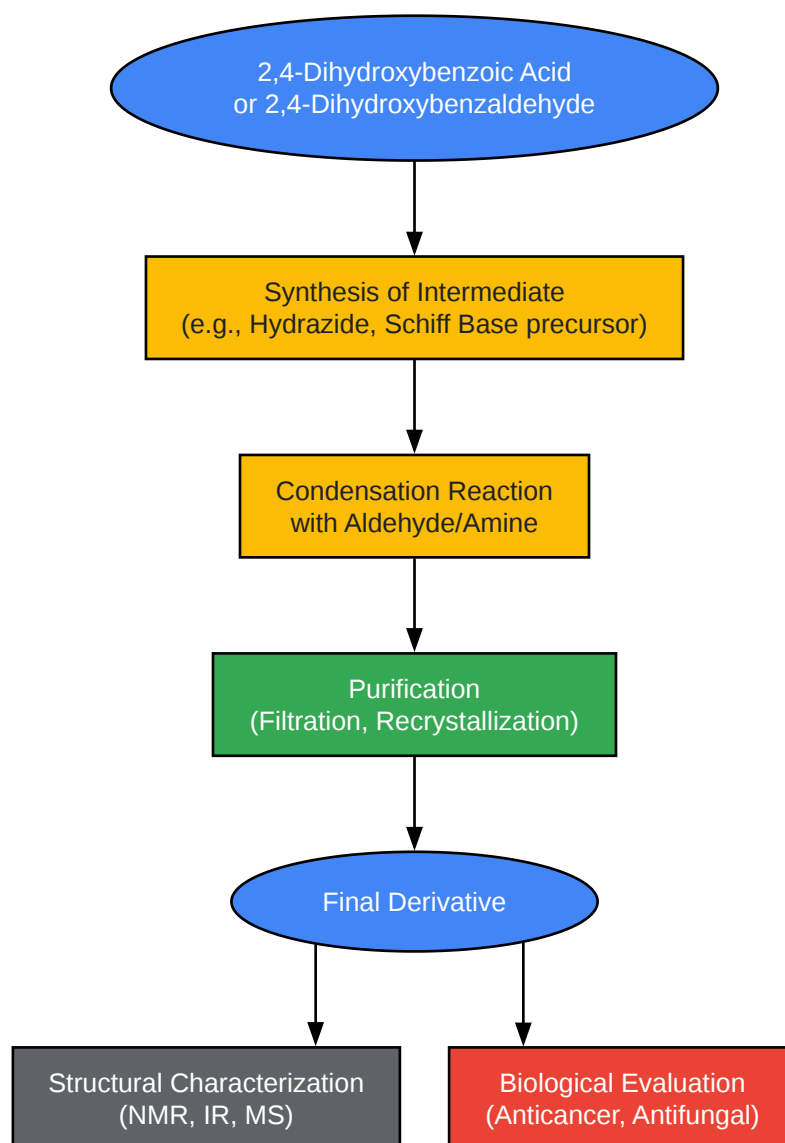 2,4-Dihydroxybenzoic Acid
or 2,4-Dihydroxybenzaldehyde
Synthesis of Intermediate
(e.g., Hydrazide, Schiff Base precursor)
Condensation Reaction
with Aldehyde/Amine
Purification
(Filtration, Recrystallization)
Final Derivative
Structural Characterization
(NMR, IR, MS)
Biological Evaluation
(Anticancer, Antifungal)